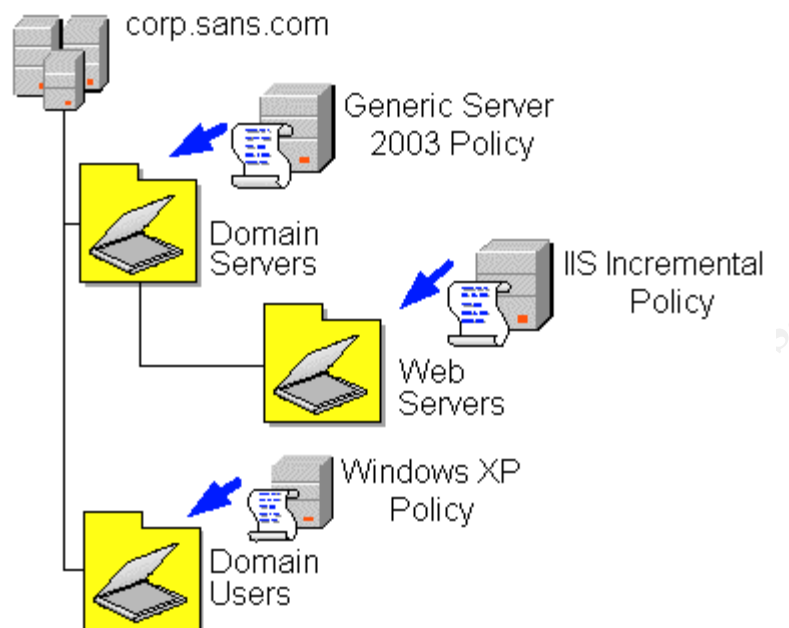 corp.sans.com
Generic Server
2003 Policy
Domain
Servers
IIS Incremental
Policy
Web
Servers
Windows XP
Policy
Domain
Users